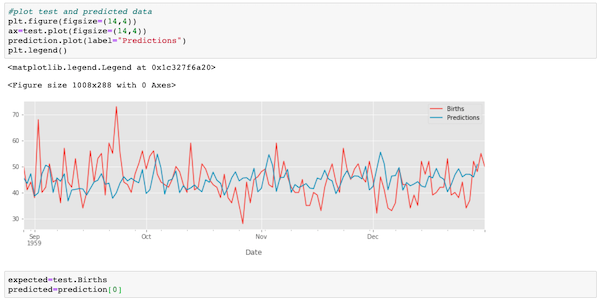 #plot test and predicted data
plt.figure(figsize=(14,4))
ax=test.plot(figsize=(14,4))
prediction.plot(label="Predictions")
plt.legend()
<matplotlib.legend.Legend at 0x1c327f6a20>
<Figure size 1008x288 with 0 Axes>
Births
Predictions
70
60
50
40
30
Sep
1959
Oct
Nov
Dec
Date
expected=test.Births
predicted=prediction[0]